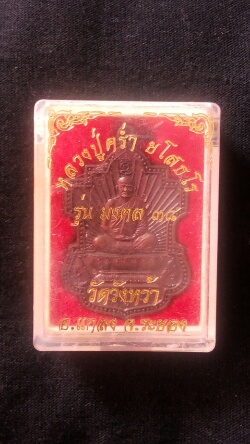 หลวงปู่คร่ำ ยโสธโร
รุ่น มงคล ๓๘
วัดวังหว้า
อ.แกลง จ.ระยอง